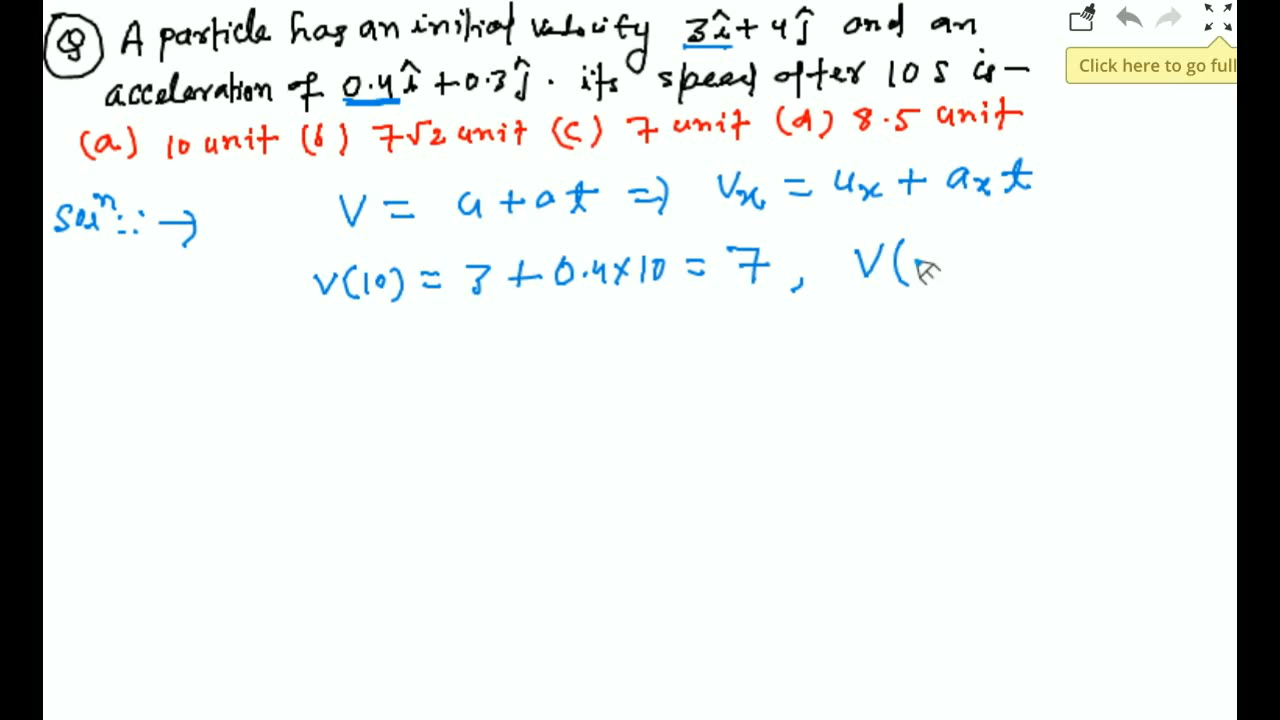 Q A particle has an initial velocity 3î + 4ĵ and an
Click here to go full
acceleration of 0.4î + 0.3ĵ. its speed after 10 s is -
(a) 10 unit (b) 7√2 unit (c) 7 unit (d) 8.5 unit
Solⁿ :: → V = u + at ⇒ Vx = ux + ax t
V(10) = 3 + 0.4×10 = 7, V(